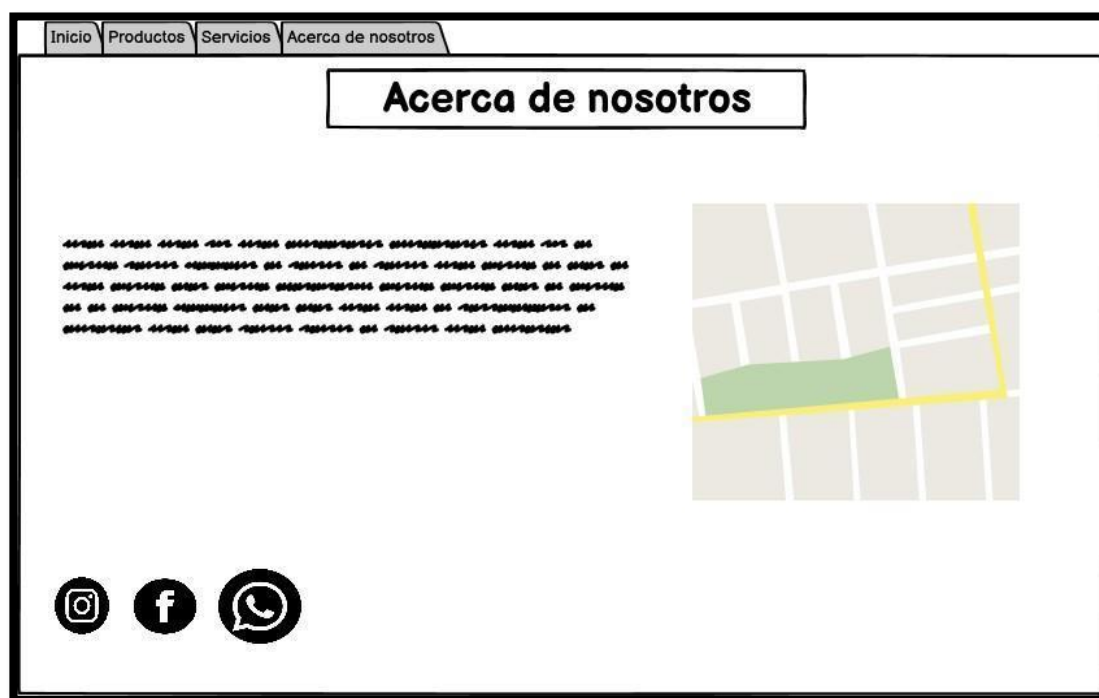 Inicio
Productos
Servicios
Acerca de nosotros
Acerca de nosotros